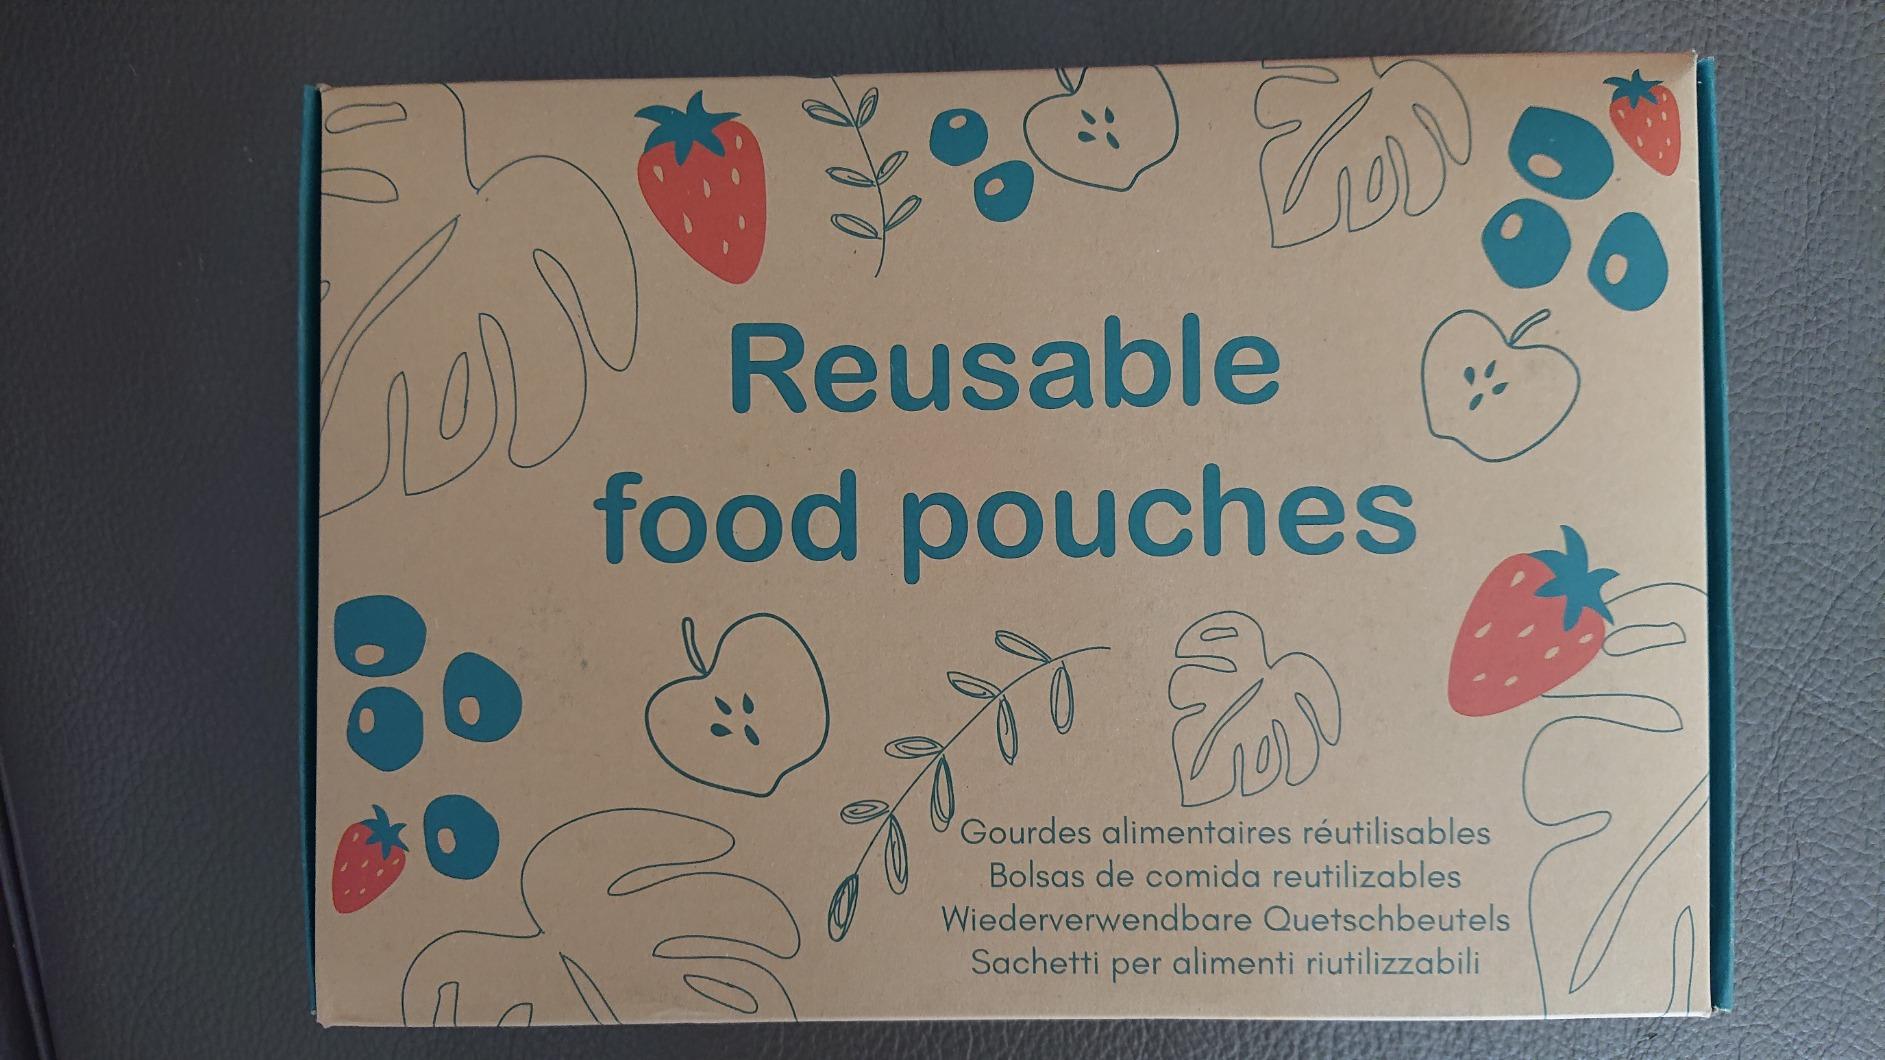 Reusable
food pouches
Gourdes alimentaires réutilisables
Bolsas de comida reutilizables
Wiederverwendbare Quetschbeutels
Sachetti per alimenti riutilizzabili